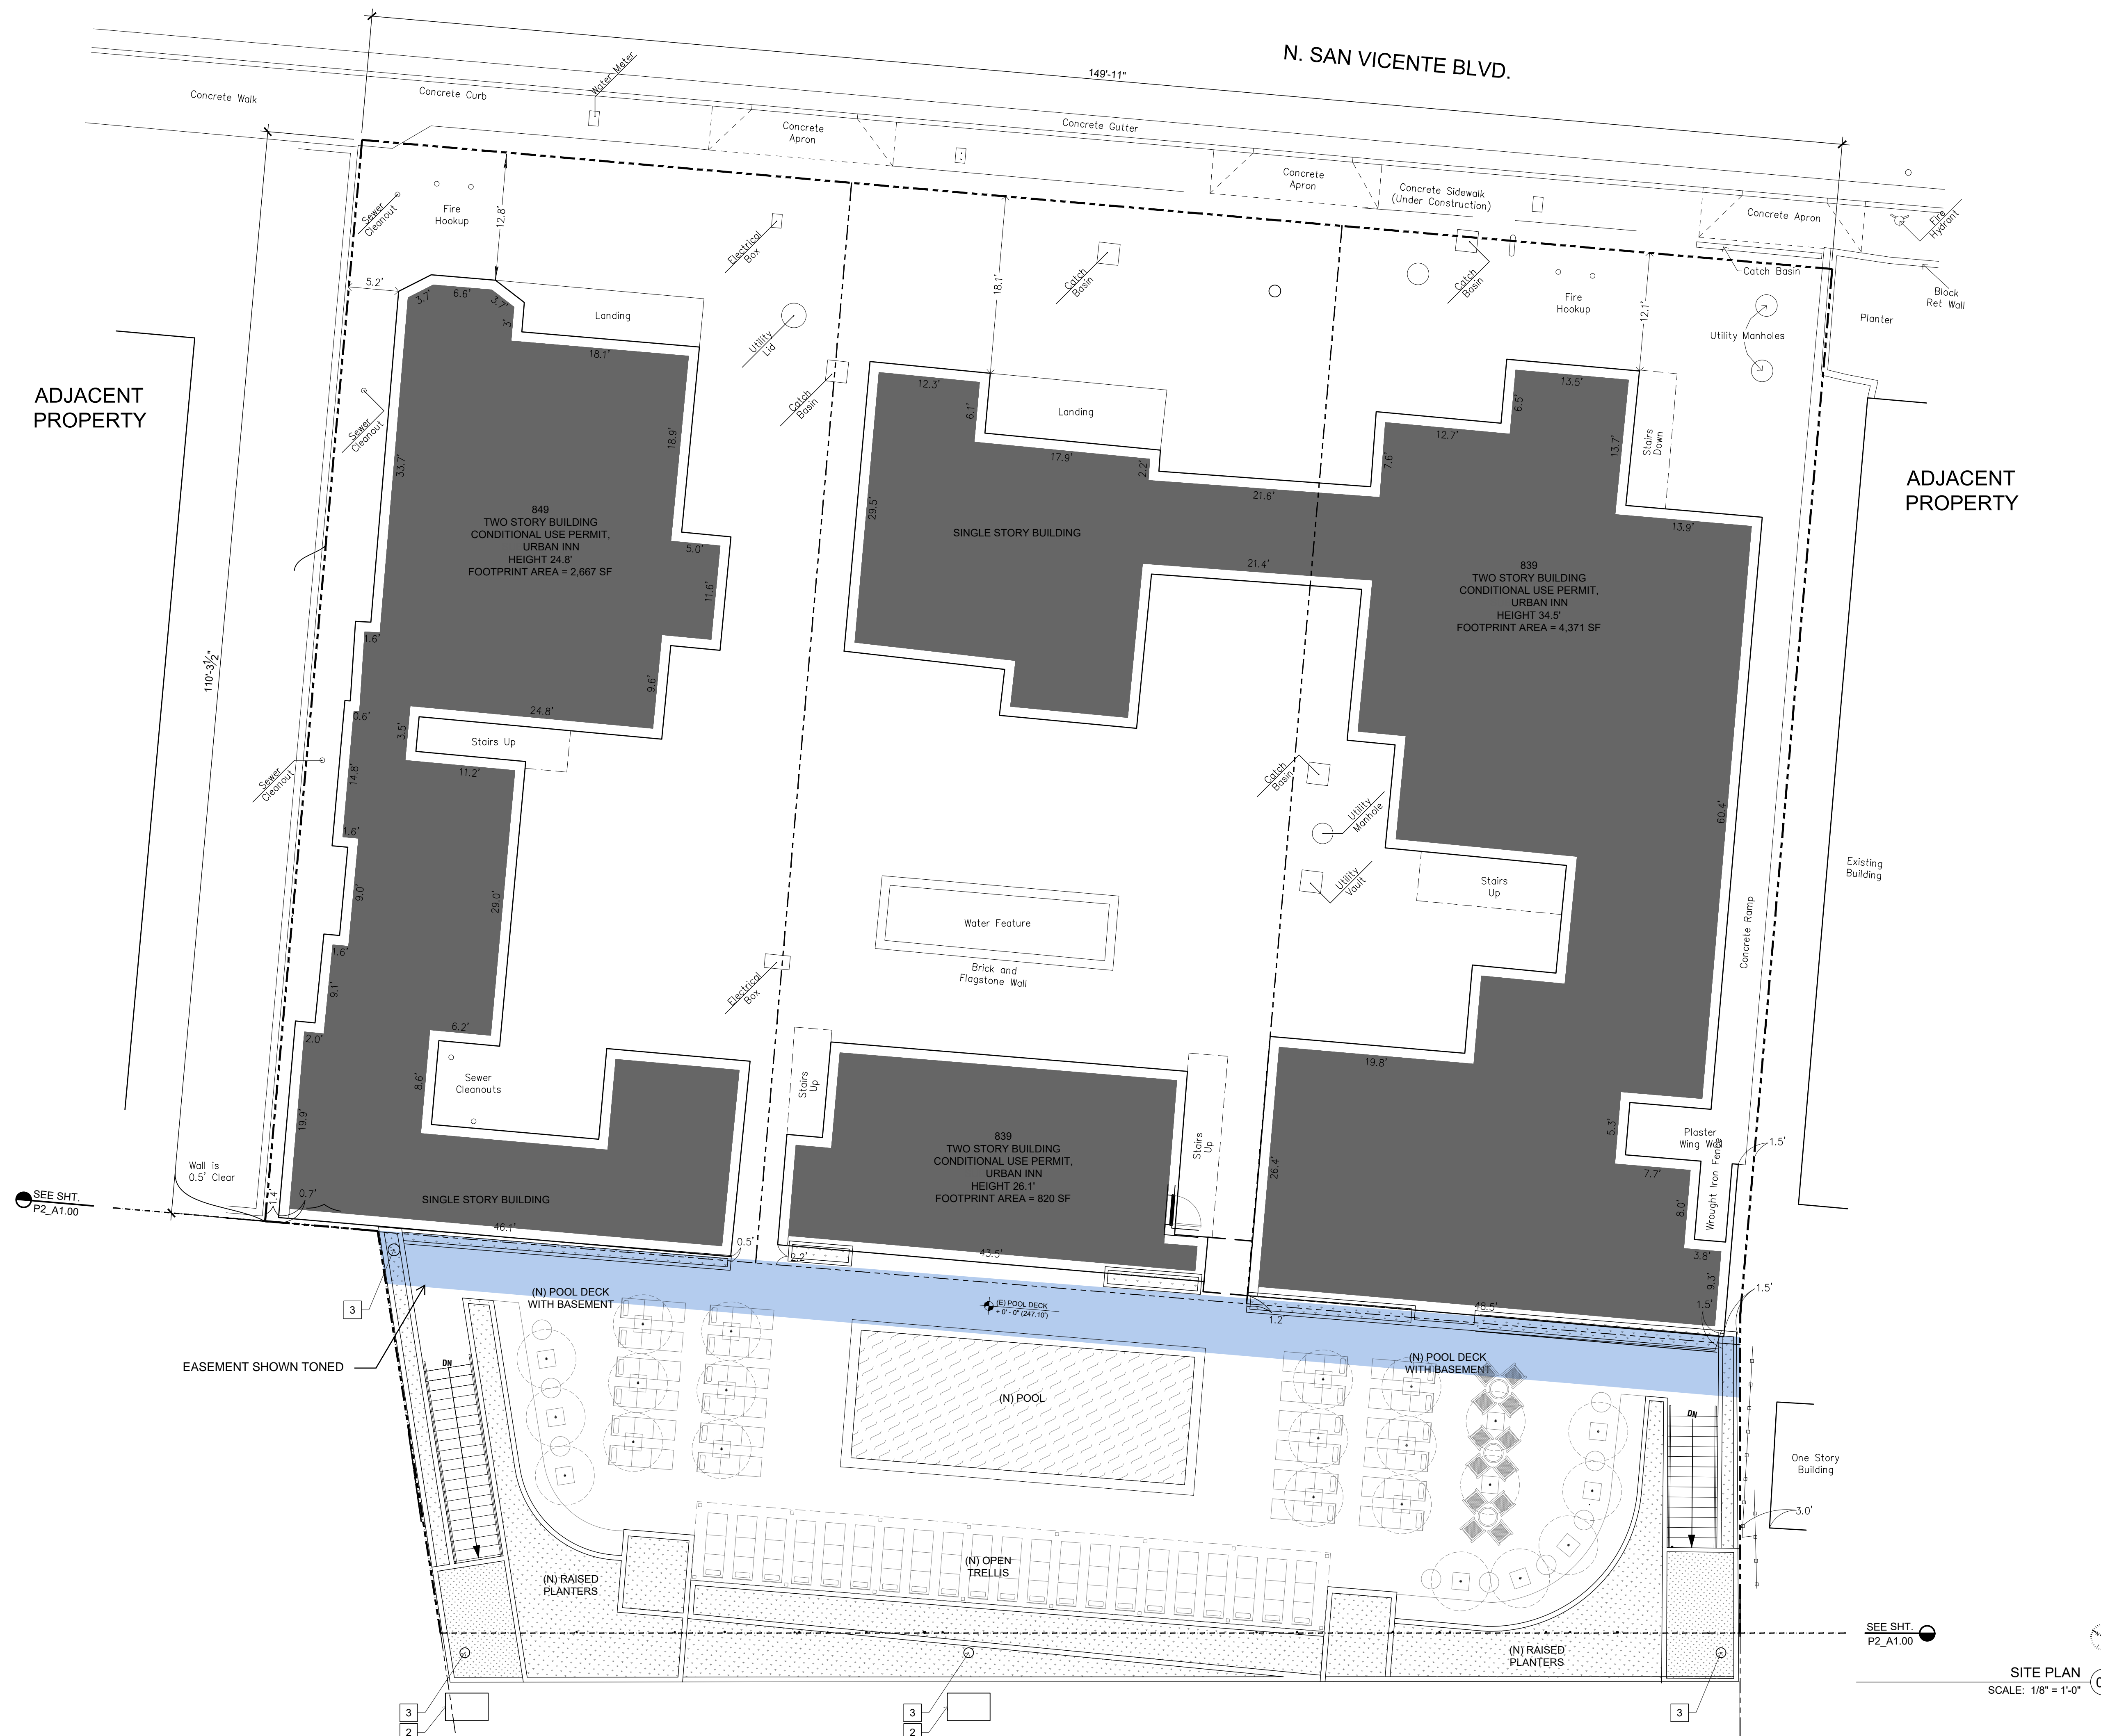 N. SAN VICENTE BLVD.
149'-11"
Water Meter
Concrete Walk
Concrete Curb
Concrete
Apron
Concrete Gutter
Concrete
Apron
Concrete Sidewalk
(Under Construction)
Concrete Apron
Fire
Hydrant
Sewer
Cleanout
Fire
Hookup
12.8'
Electrical
Box
18.1'
Catch
Basin
Catch
Basin
Catch Basin
Block
Ret Wall
Planter
Fire
Hookup
12.1'
Utility Manholes
5.2'
3.7'
6.6'
3.7'
3'
Landing
Utility
Lid
18.1'
ADJACENT
PROPERTY
Sewer
Cleanout
Catch
Basin
12.3'
6.1'
Landing
17.9'
2.2'
21.6'
7.6'
12.7'
6.5'
13.5'
13.7'
Stairs
Down
13.9'
ADJACENT
PROPERTY
33.7'
18.9'
849
TWO STORY BUILDING
CONDITIONAL USE PERMIT,
URBAN INN
HEIGHT 24.8'
FOOTPRINT AREA = 2,667 SF
5.0'
11.6'
29.5'
SINGLE STORY BUILDING
21.4'
839
TWO STORY BUILDING
CONDITIONAL USE PERMIT,
URBAN INN
HEIGHT 34.5'
FOOTPRINT AREA = 4,371 SF
110'-3½"
1.6'
9.6'
0.6'
24.8'
3.5'
Stairs Up
11.2'
Sewer
Cleanout
14.8'
1.6'
Catch
Basin
Utility
Manhole
60.4'
Utility
Vault
Stairs
Up
Existing
Building
9.0'
29.0'
Water Feature
Brick and
Flagstone Wall
Concrete Ramp
1.6'
9.1'
Electrical
Box
2.0'
6.2'
8.6'
Sewer
Cleanouts
Stairs
Up
19.8'
19.9'
839
TWO STORY BUILDING
CONDITIONAL USE PERMIT,
URBAN INN
HEIGHT 26.1'
FOOTPRINT AREA = 820 SF
Stairs
Up
26.4'
5.3'
Plaster
Wing Wall
1.5'
7.7'
Wrought Iron Fence
8.0'
Wall is
0.5' Clear
1.4'
0.7'
SINGLE STORY BUILDING
46.1'
SEE SHT.
P2_A1.00
0.5'
2.2'
43.5'
3.8'
9.3'
1.5'
1.5'
48.5'
1.2'
3
(N) POOL DECK
WITH BASEMENT
(E) POOL DECK
+ 0' - 0" (247.10')
EASEMENT SHOWN TONED
DN
(N) POOL
(N) POOL DECK
WITH BASEMENT
DN
One Story
Building
3.0'
(N) RAISED
PLANTERS
(N) OPEN
TRELLIS
(N) RAISED
PLANTERS
SEE SHT.
P2_A1.00
SITE PLAN
SCALE: 1/8" = 1'-0"
3
2
3
2
3